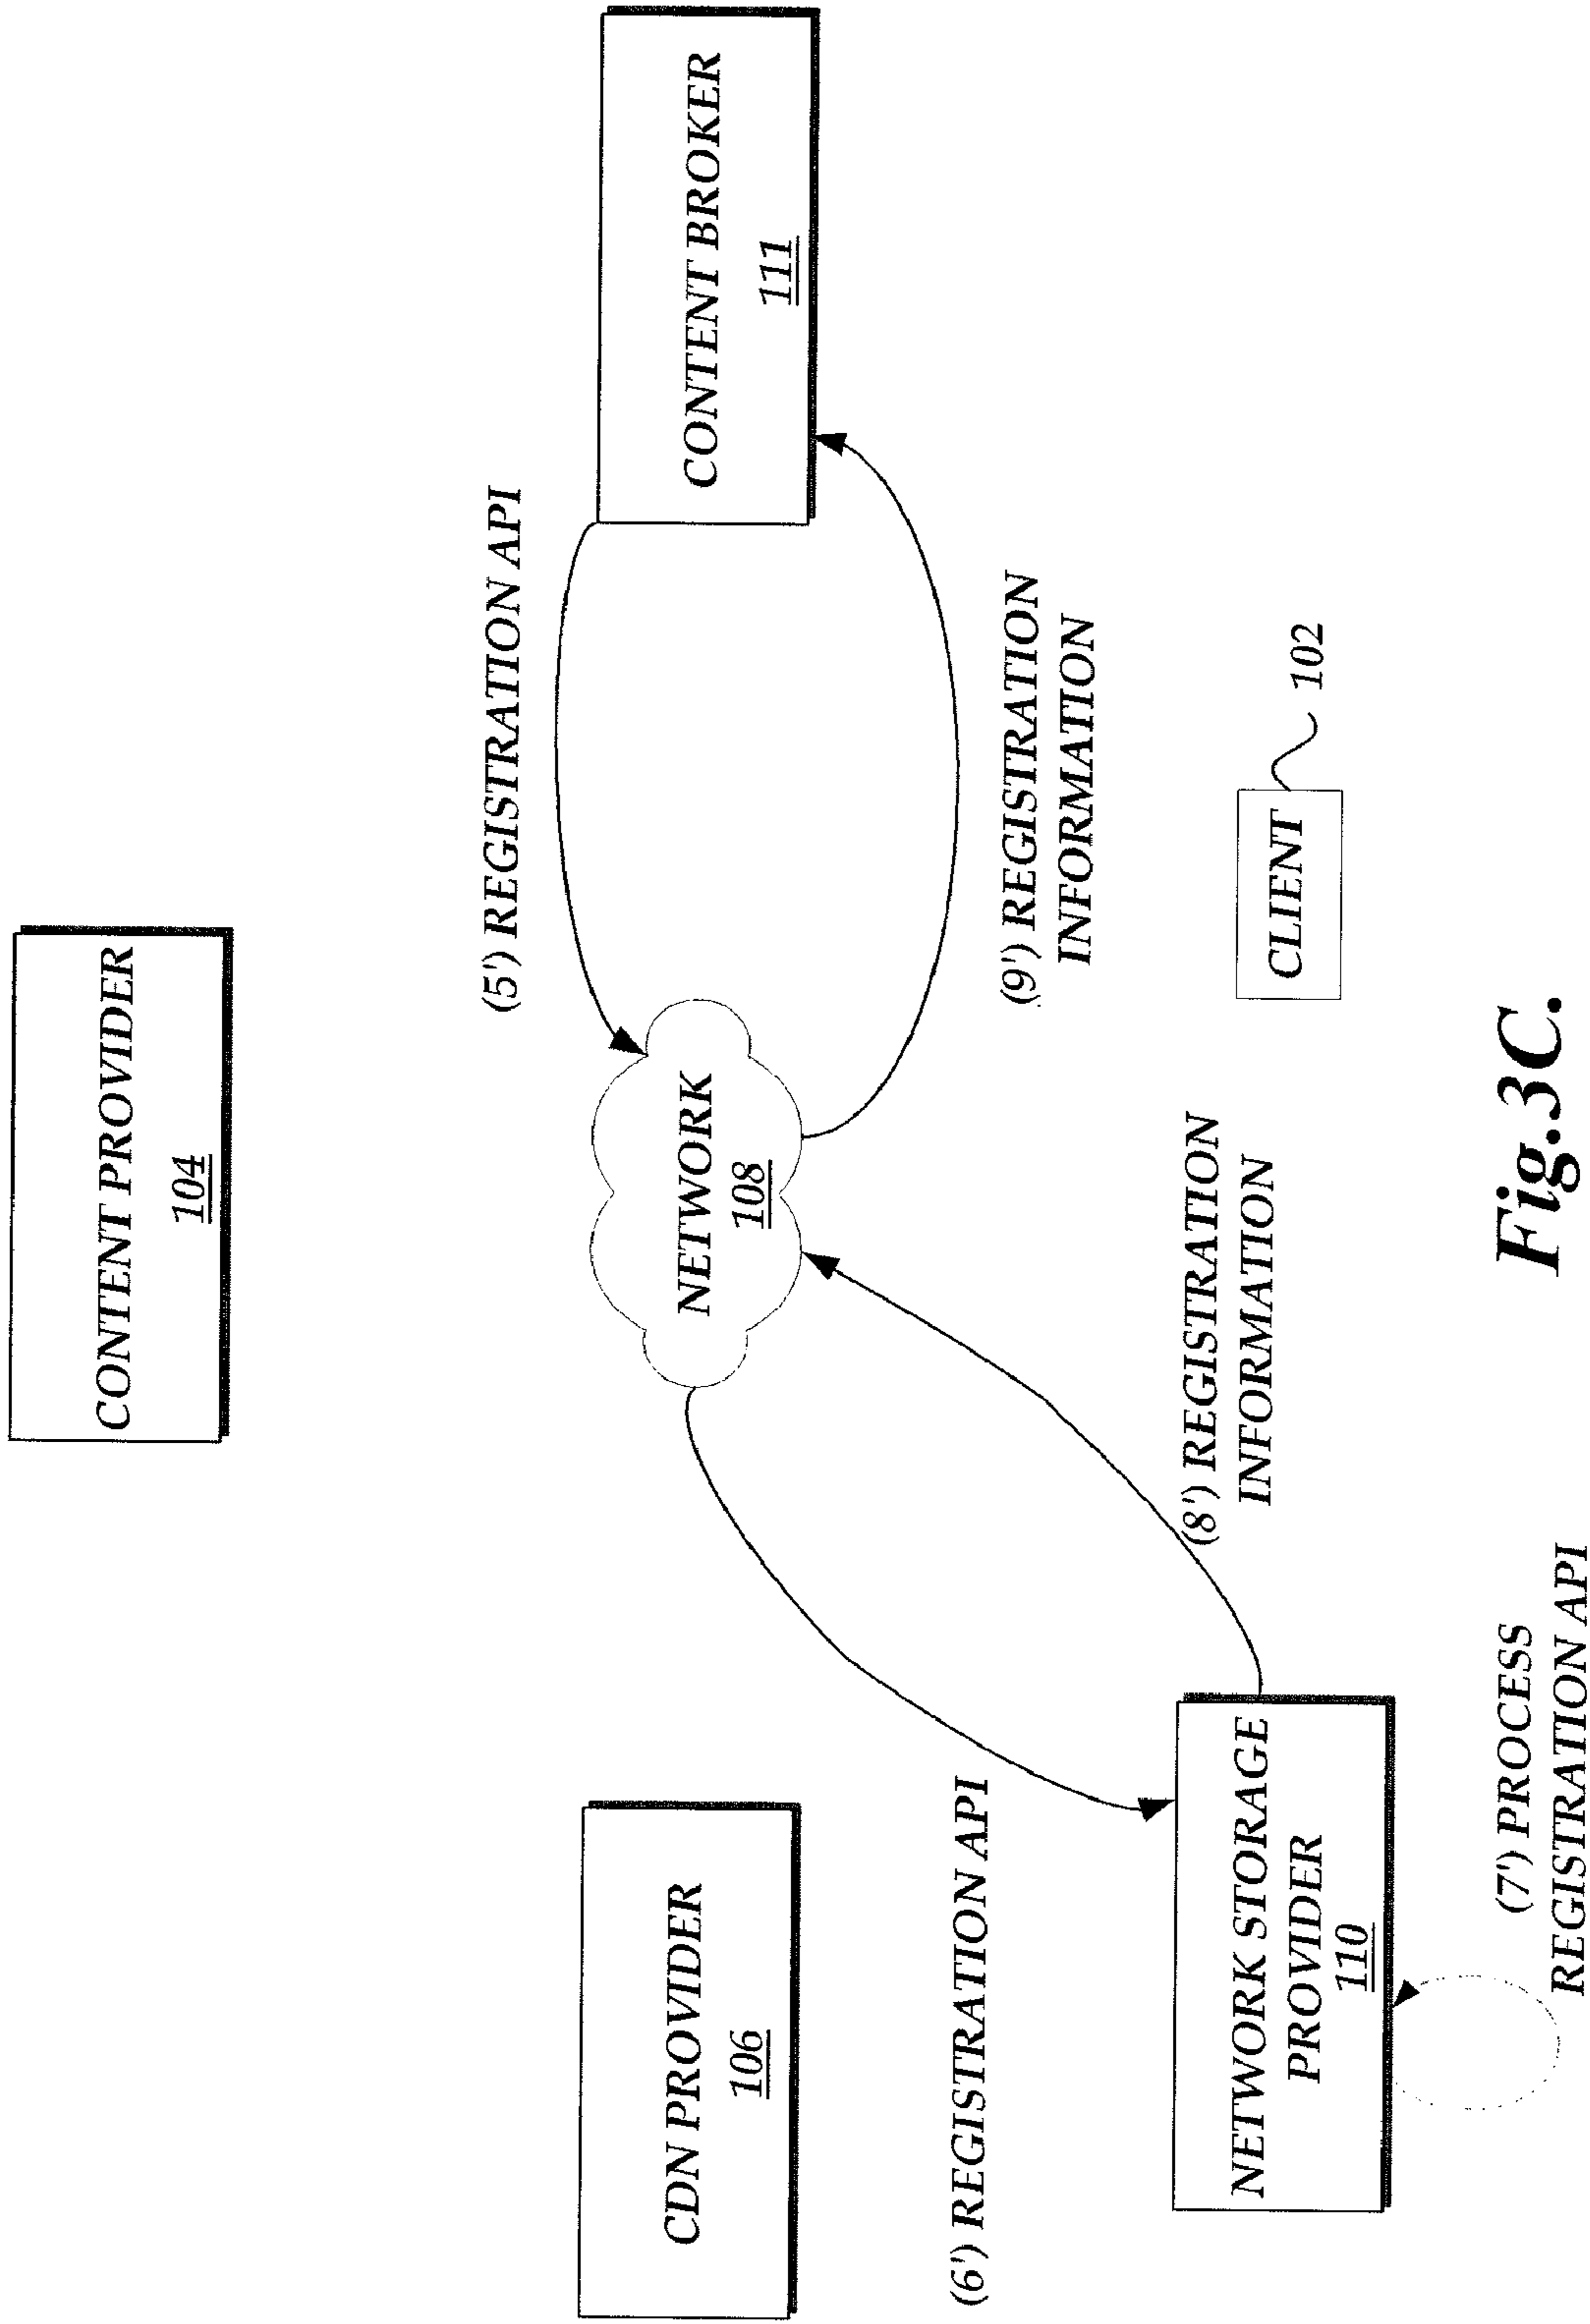 CONTENT PROVIDER
104
(5') REGISTRATION API
CDN PROVIDER
106
NETWORK
108
CONTENT BROKER
111
(6') REGISTRATION API
(9') REGISTRATION
INFORMATION
(8') REGISTRATION
INFORMATION
NETWORK STORAGE
PROVIDER
110
CLIENT
102
(7') PROCESS
REGISTRATION API
Fig.3C.